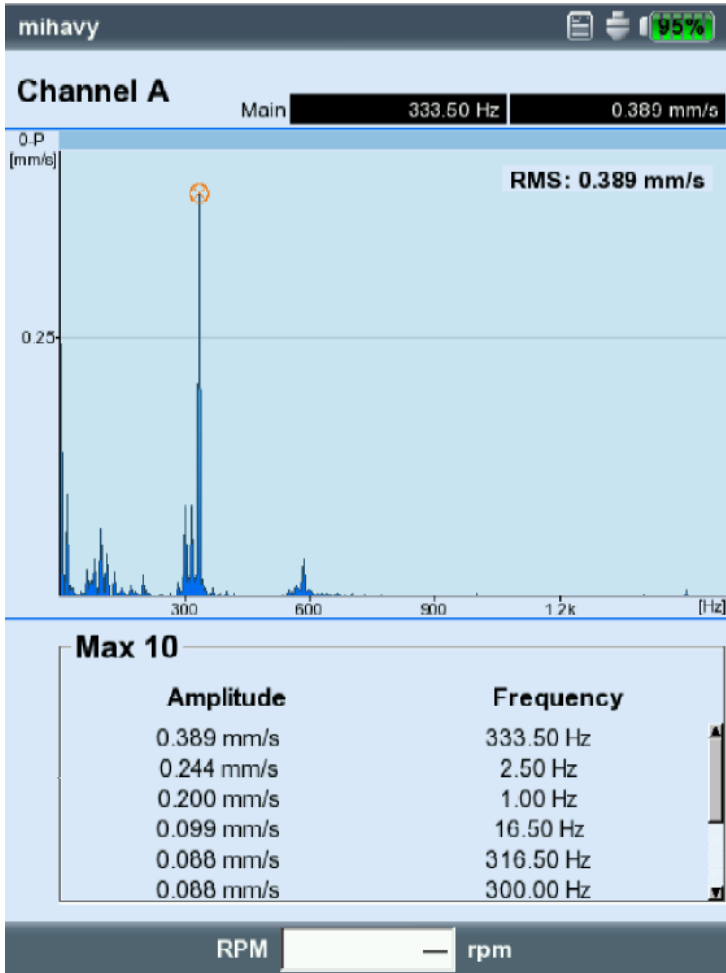 mihavy
95%
Channel A
Main 333.50 Hz 0.389 mm/s
0-P
[mm/s]
RMS: 0.389 mm/s
0.25
300 600 900 1.2k [Hz]
Max 10
Amplitude Frequency
0.389 mm/s 333.50 Hz
0.244 mm/s 2.50 Hz
0.200 mm/s 1.00 Hz
0.099 mm/s 16.50 Hz
0.088 mm/s 316.50 Hz
0.088 mm/s 300.00 Hz
RPM — rpm